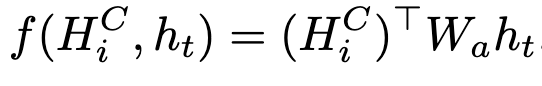 f(H_i^C, h_t) = (H_i^C)^⊤ W_a h_t.